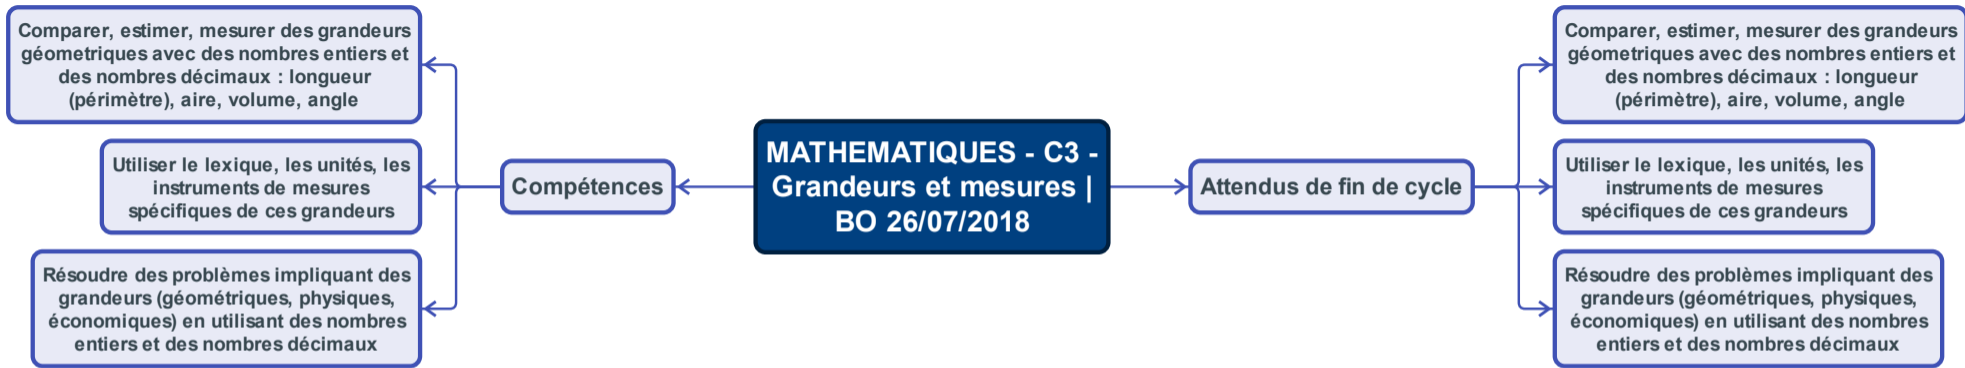 Comparer, estimer, mesurer des grandeurs
géometriques avec des nombres entiers et
des nombres décimaux : longueur
(périmètre), aire, volume, angle
Utiliser le lexique, les unités, les
instruments de mesures
spécifiques de ces grandeurs
Résoudre des problèmes impliquant des
grandeurs (géométriques, physiques,
économiques) en utilisant des nombres
entiers et des nombres décimaux
Compétences
MATHEMATIQUES - C3 -
Grandeurs et mesures |
BO 26/07/2018
Attendus de fin de cycle
Comparer, estimer, mesurer des grandeurs
géometriques avec des nombres entiers et
des nombres décimaux : longueur
(périmètre), aire, volume, angle
Utiliser le lexique, les unités, les
instruments de mesures
spécifiques de ces grandeurs
Résoudre des problèmes impliquant des
grandeurs (géométriques, physiques,
économiques) en utilisant des nombres
entiers et des nombres décimaux